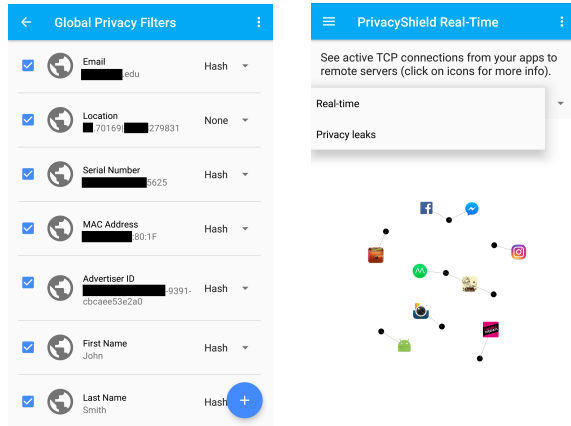 Global Privacy Filters
Email
.edu
Hash
Location
.70169| 279831
None
Serial Number
5625
Hash
MAC Address
:80:1F
Hash
Advertiser ID
-9391-
cbcaee53e2a0
Hash
First Name
John
Hash
Last Name
Smith
Hash
PrivacyShield Real-Time
See active TCP connections from your apps to
remote servers (click on icons for more info).
Real-time
Privacy leaks